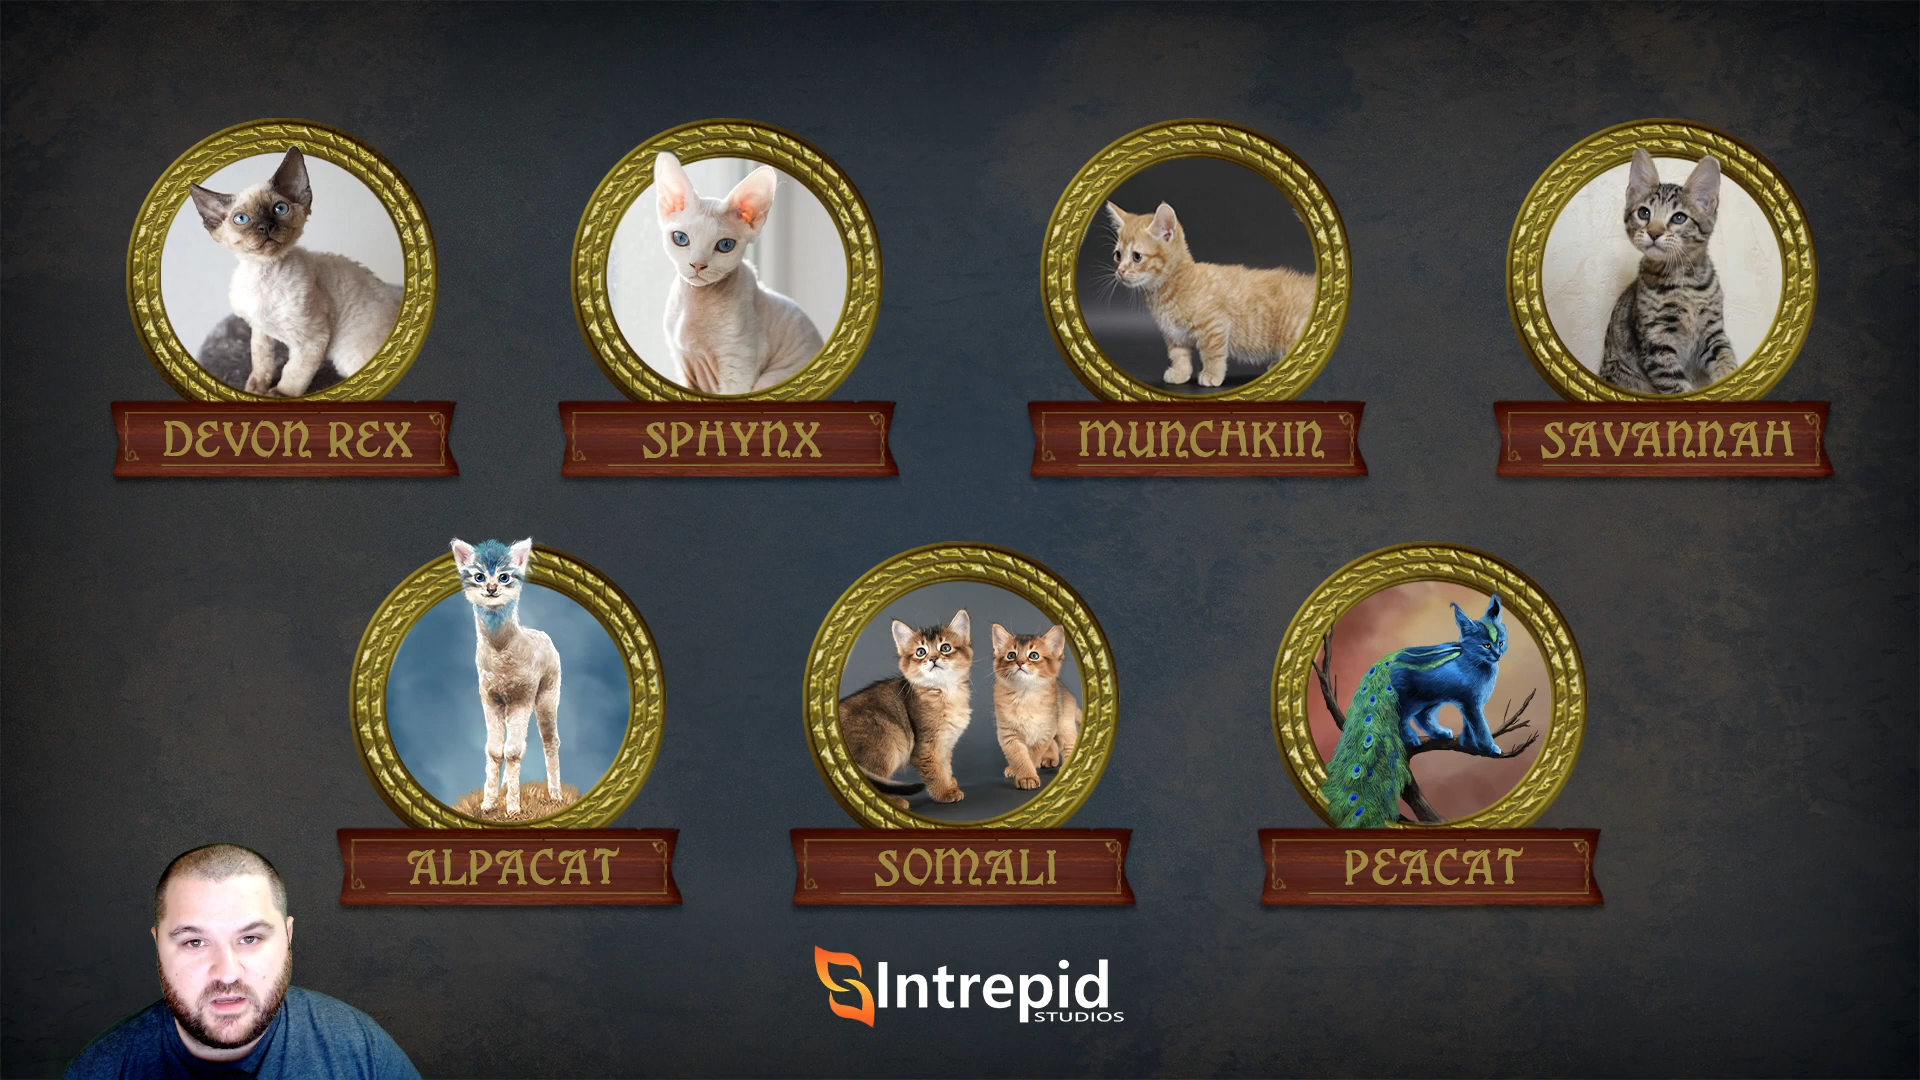 DEVON REX
SPHYNX
MUNCHKIN
SAVANNAH
ALPACAT
SOMALI
PEACAT
Intrepid
STUDIOS